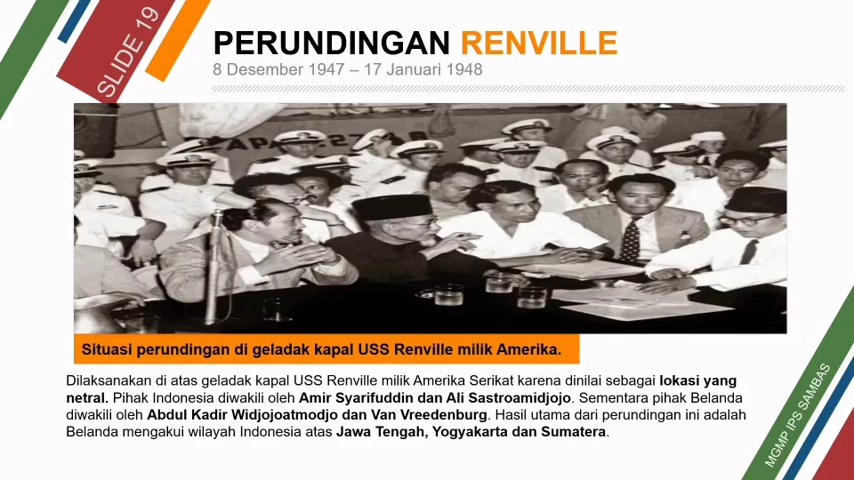 SLIDE 19
PERUNDINGAN RENVILLE
8 Desember 1947 – 17 Januari 1948
Situasi perundingan di geladak kapal USS Renville milik Amerika.
Dilaksanakan di atas geladak kapal USS Renville milik Amerika Serikat karena dinilai sebagai lokasi yang
netral. Pihak Indonesia diwakili oleh Amir Syarifuddin dan Ali Sastroamidjojo. Sementara pihak Belanda
diwakili oleh Abdul Kadir Widjojoatmodjo dan Van Vreedenburg. Hasil utama dari perundingan ini adalah
Belanda mengakui wilayah Indonesia atas Jawa Tengah, Yogyakarta dan Sumatera.
MGMP IPS SAMBAS